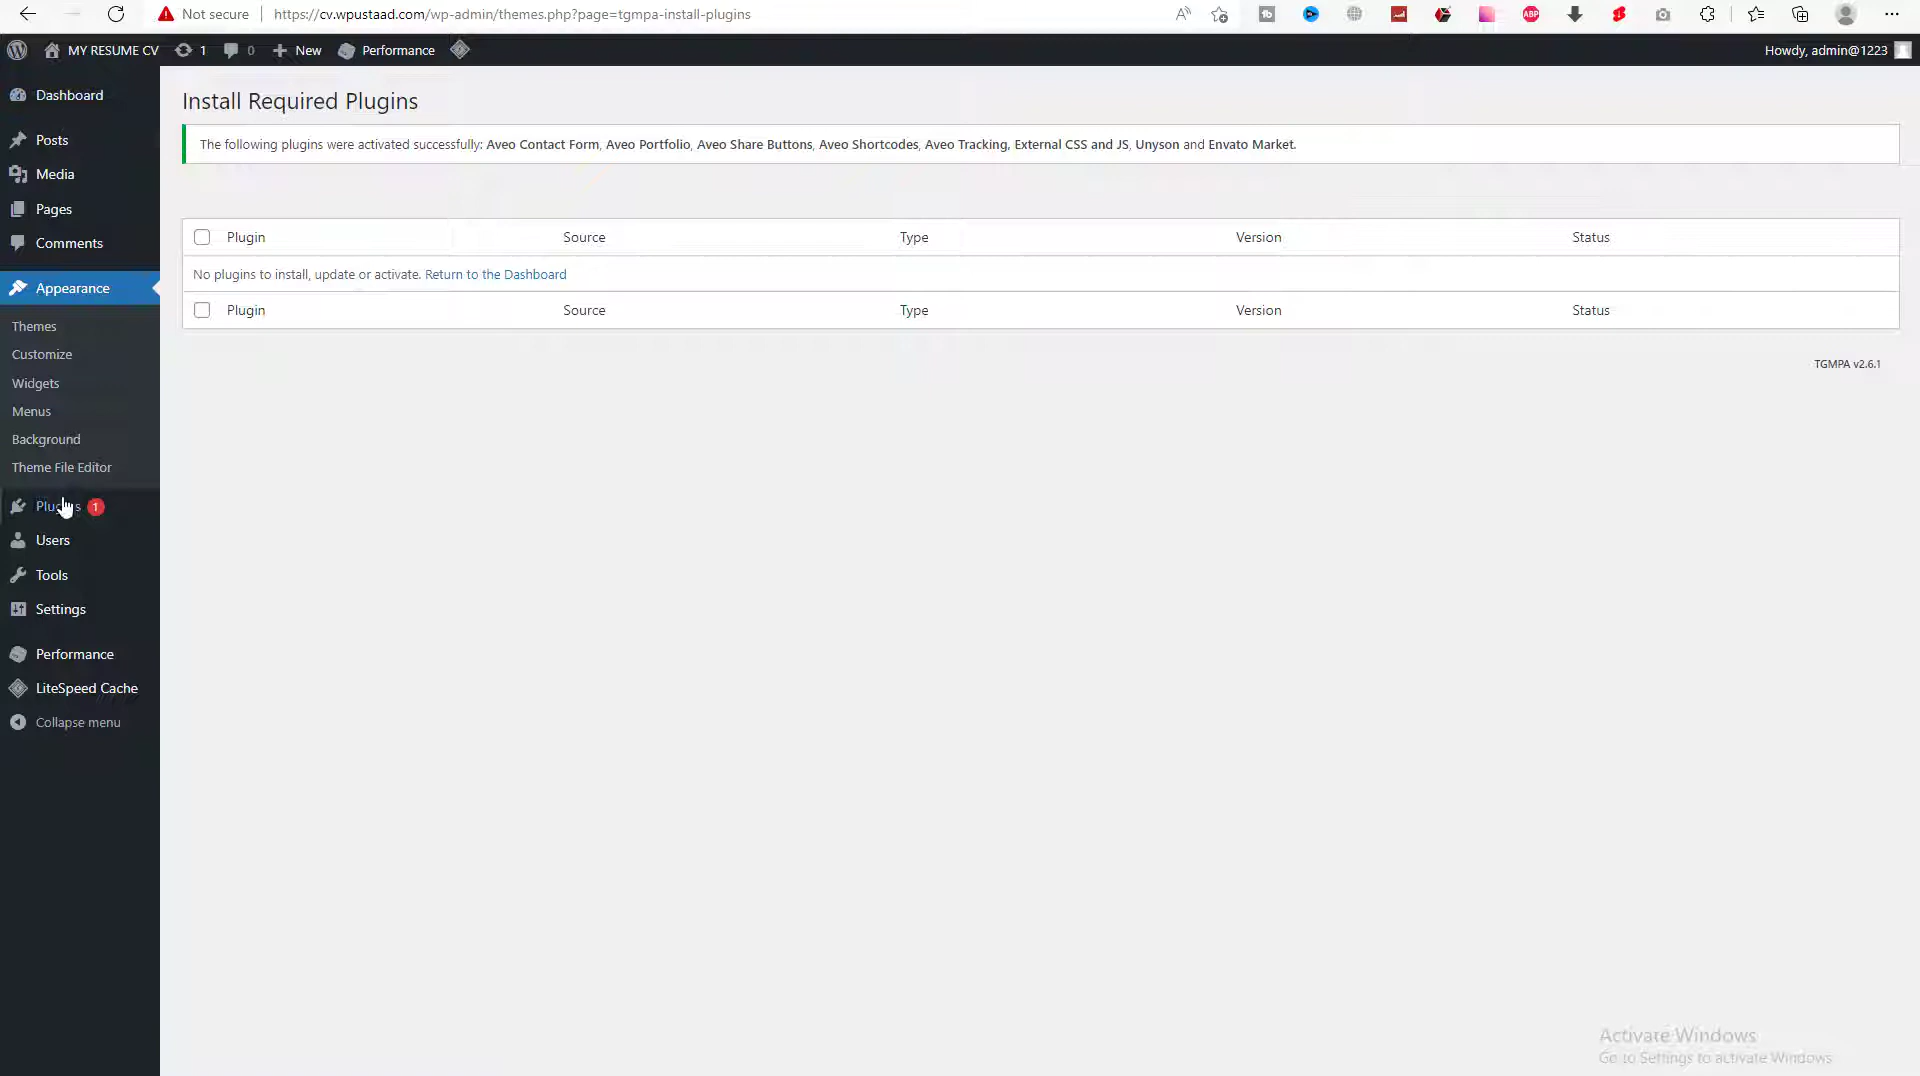 Not secure
https://cv.wpustaad.com/wp-admin/themes.php?page=tgmpa-install-plugins
MY RESUME CV 1 0 New Performance
Howdy, admin@1223
Dashboard
Posts
Media
Pages
Comments
Appearance
Themes
Customize
Widgets
Menus
Background
Theme File Editor
Plugins 1
Users
Tools
Settings
Performance
LiteSpeed Cache
Collapse menu
Install Required Plugins
The following plugins were activated successfully: Aveo Contact Form, Aveo Portfolio, Aveo Share Buttons, Aveo Shortcodes, Aveo Tracking, External CSS and JS, Unyson and Envato Market.
Plugin Source Type Version Status
No plugins to install, update or activate. Return to the Dashboard
Plugin Source Type Version Status
TGMPA v2.6.1
Activate Windows
Go to Settings to activate Windows.